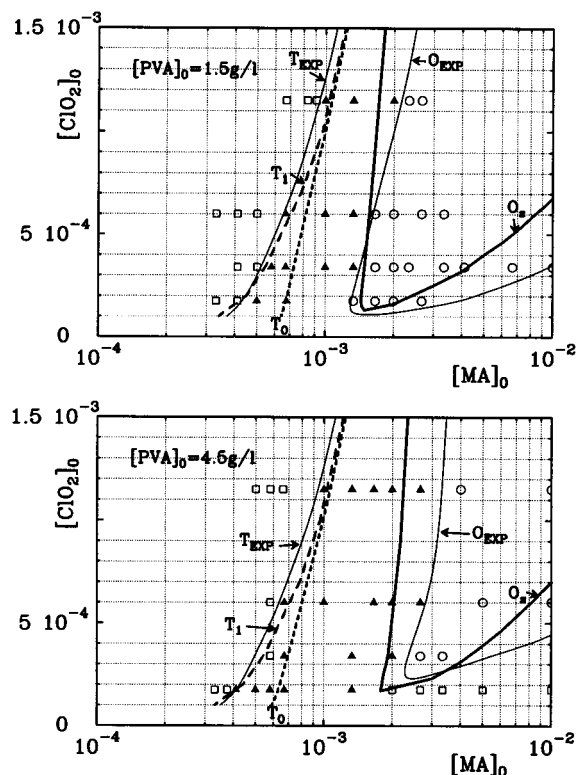 1.5 10⁻³
[PVA]₀=1.5g/l
T_EXP
O_EXP
[ClO₂]₀
T₁
O
5 10⁻⁴
T₀
0
10⁻⁴
10⁻³
10⁻²
[MA]₀
1.5 10⁻³
[PVA]₀=4.5g/l
[ClO₂]₀
T_EXP
O_EXP
O
5 10⁻⁴
T₁
T₀
0
10⁻⁴
10⁻³
10⁻²
[MA]₀